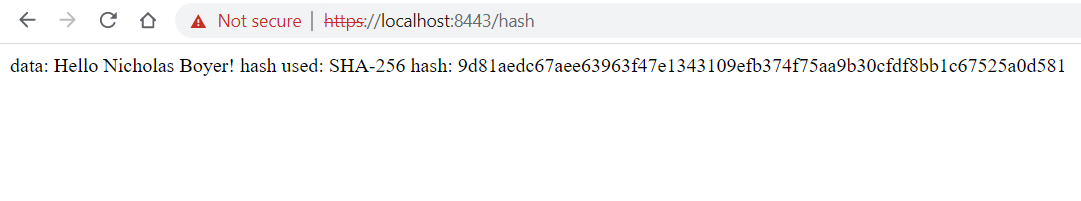 Not secure | https://localhost:8443/hash
data: Hello Nicholas Boyer! hash used: SHA-256 hash: 9d81aedc67aee63963f47e1343109efb374f75aa9b30cfdf8bb1c67525a0d581